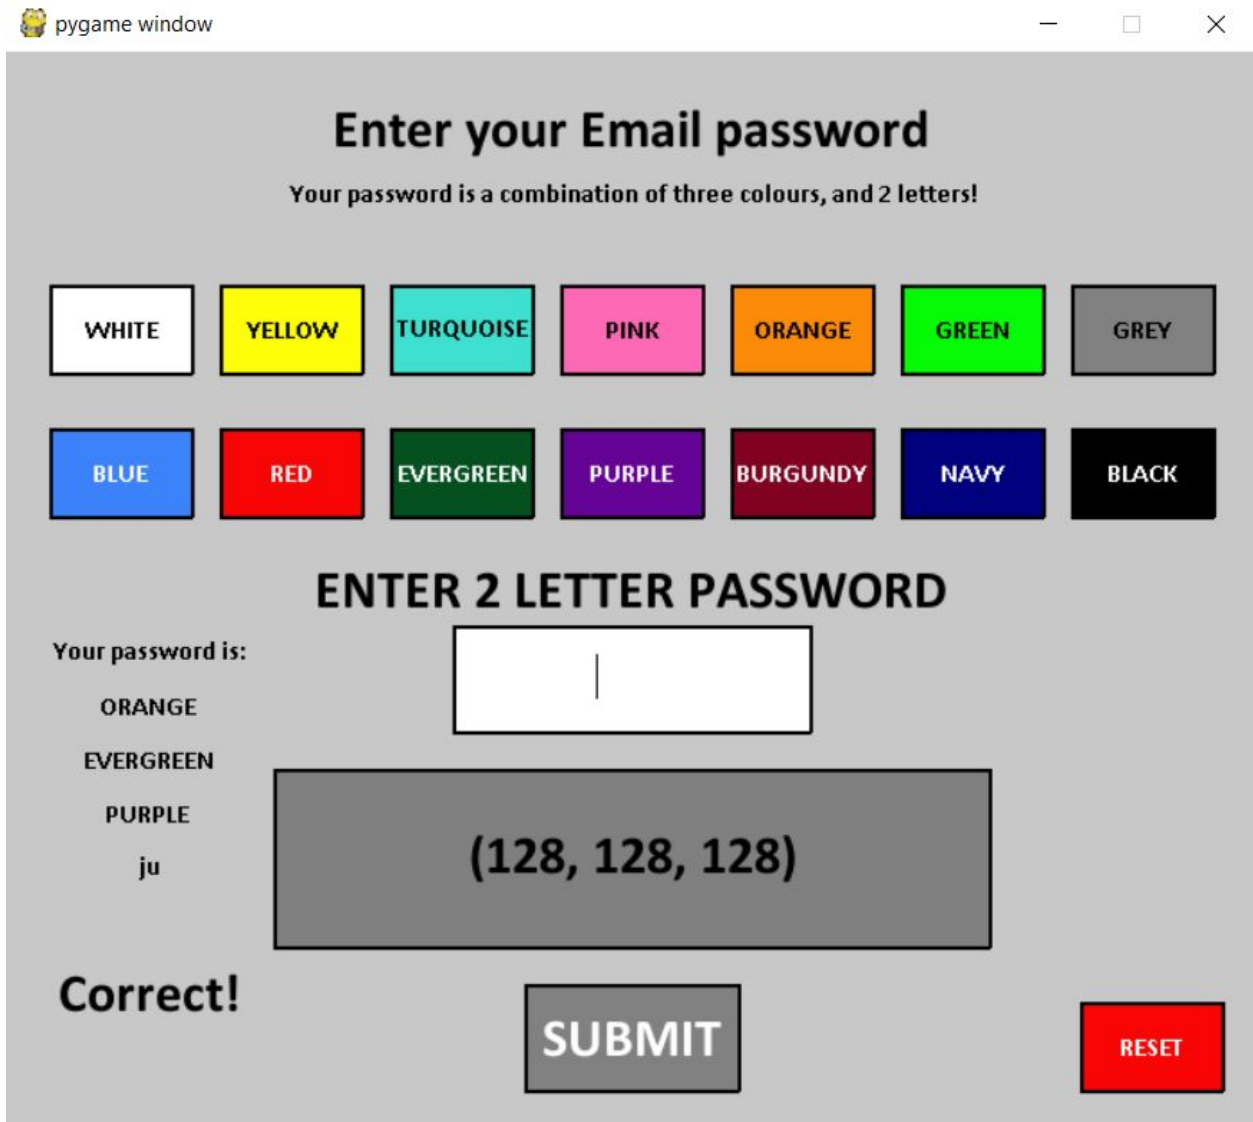 pygame window
Enter your Email password
Your password is a combination of three colours, and 2 letters!
WHITE YELLOW TURQUOISE PINK ORANGE GREEN GREY
BLUE RED EVERGREEN PURPLE BURGUNDY NAVY BLACK
ENTER 2 LETTER PASSWORD
Your password is:
ORANGE
EVERGREEN
PURPLE
ju
(128, 128, 128)
Correct!
SUBMIT
RESET